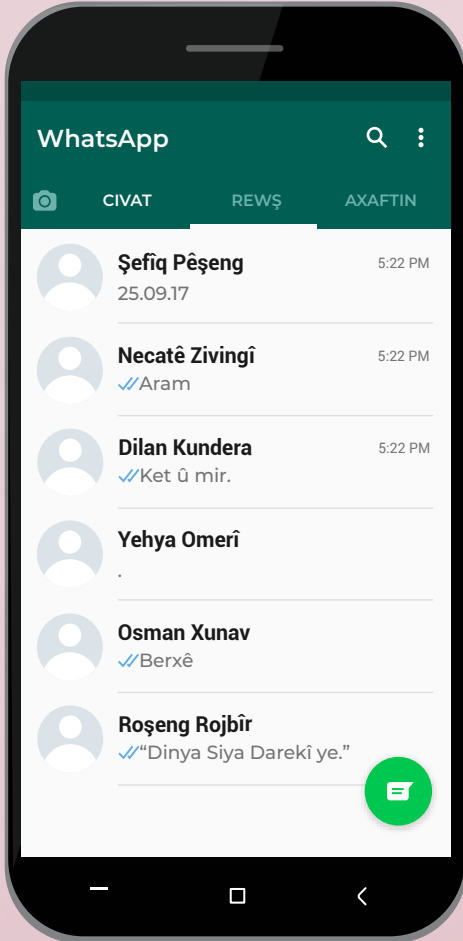 WhatsApp
CIVAT REWŞ AXAFTIN
Şefîq Pêşeng 5:22 PM
25.09.17
Necatê Zivingî 5:22 PM
Aram
Dilan Kundera 5:22 PM
Ket û mir.
Yehya Omerî
.
Osman Xunav
Berxê
Roşeng Rojbîr
“Dinya Siya Darekî ye.”